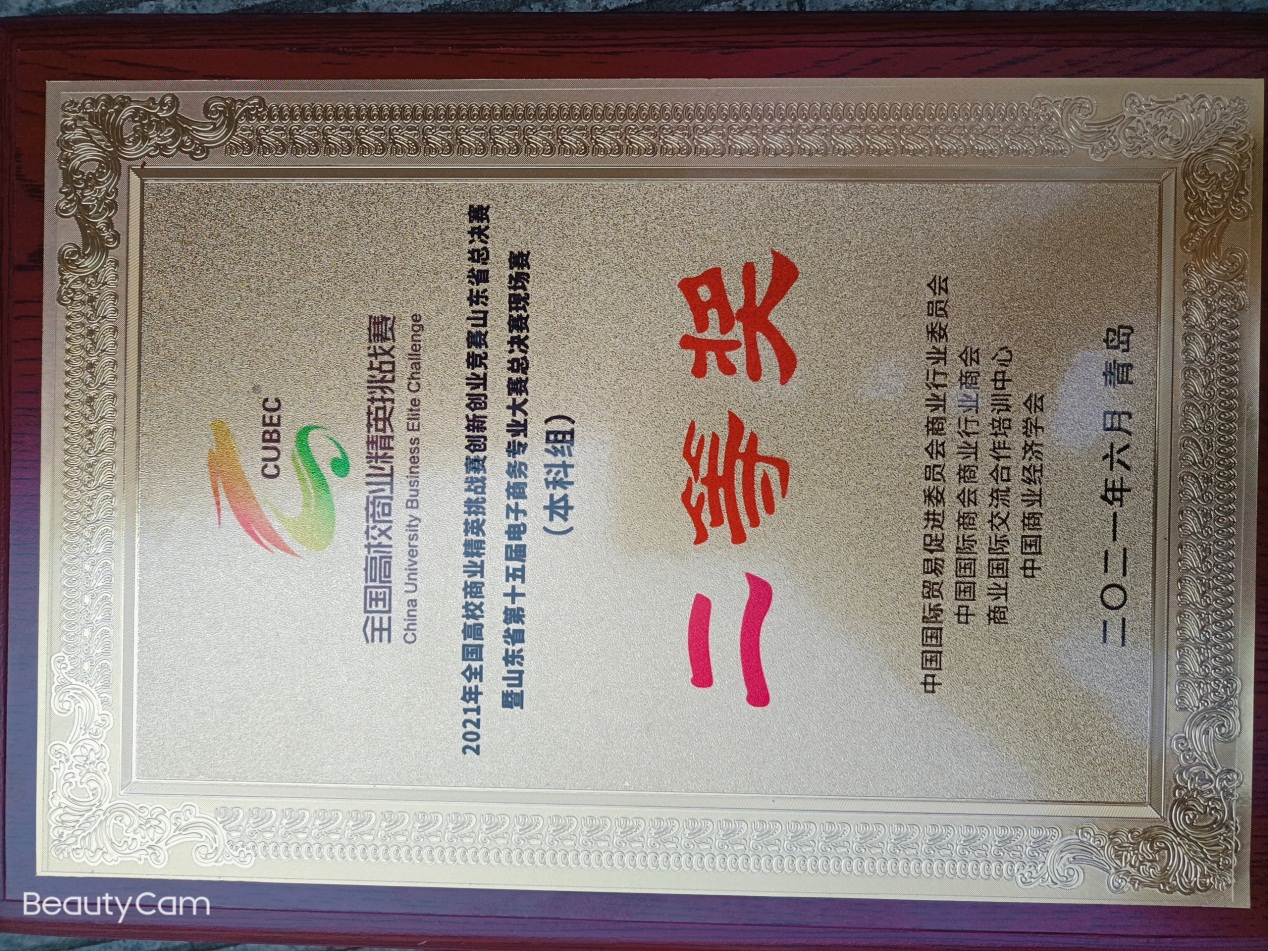 CUBEC
®
全国高校商业精英挑战赛
China University Business Elite Challenge
2021年全国高校商业精英挑战赛创新创业竞赛山东省总决赛
暨山东省第十五届电子商务专业大赛总决赛现场赛
（本科组）
二等奖
中国国际贸易促进委员会商业行业委员会
中国国际商会商业行业商会
商业国际交流合作培训中心
中国商业经济学会
二〇二一年六月 青岛
BeautyCam